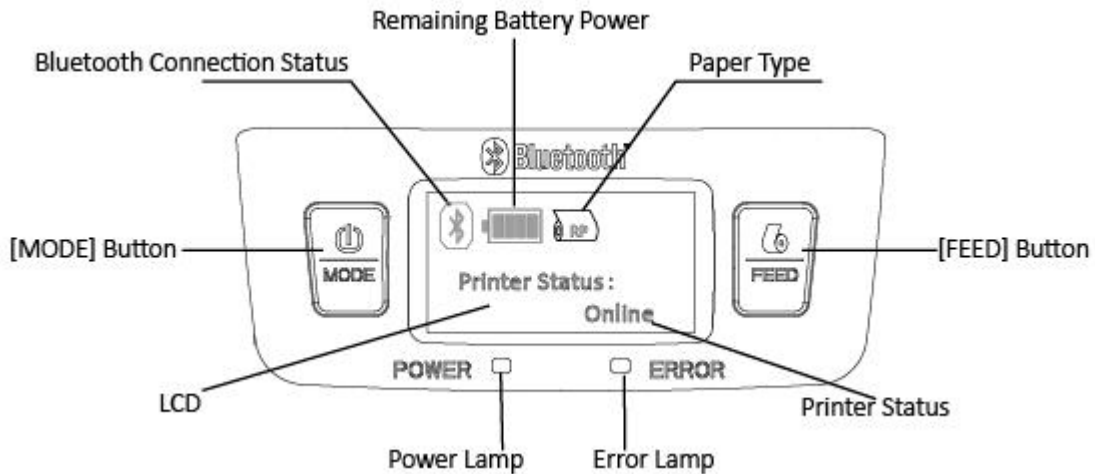 Remaining Battery Power
Bluetooth Connection Status
Paper Type
Bluetooth
[MODE] Button
MODE
RP
FEED
[FEED] Button
Printer Status :
Online
POWER
ERROR
LCD
Printer Status
Power Lamp
Error Lamp